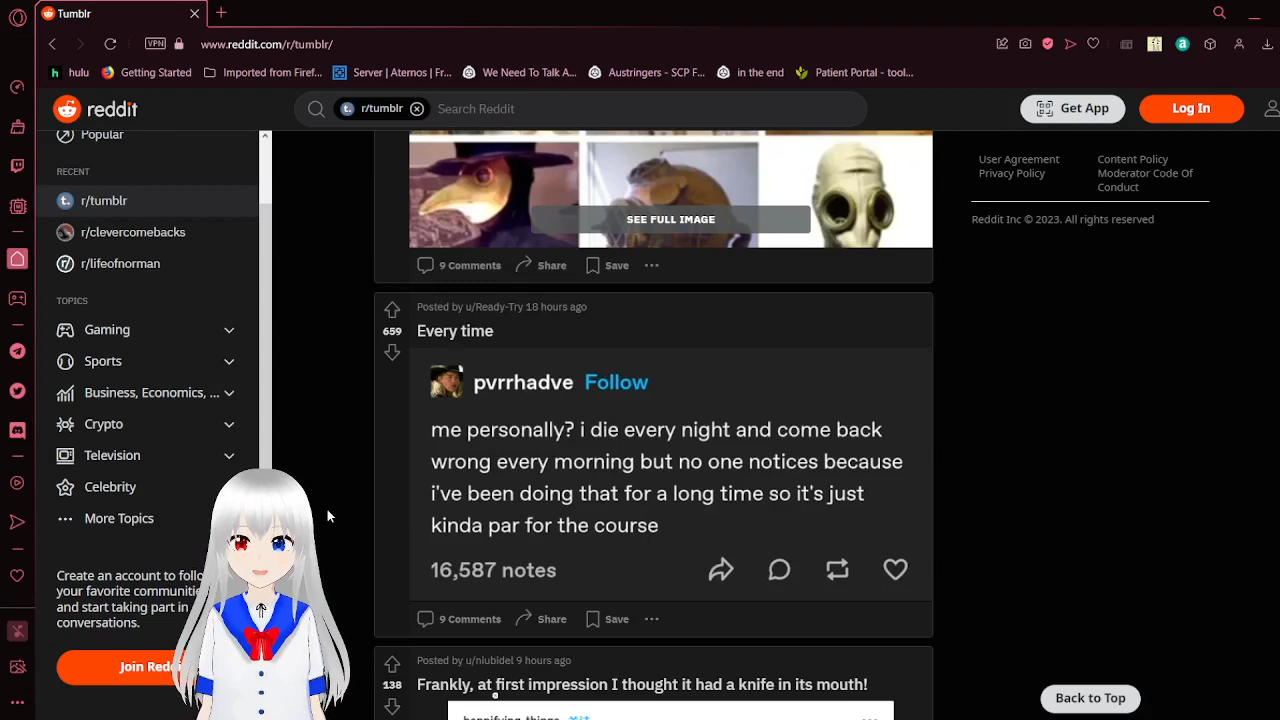 Tumblr
VPN
www.reddit.com/r/tumblr/
hulu
Getting Started
Imported from Firef...
Server | Aternos | Fr...
We Need To Talk A...
Austringers - SCP F...
in the end
Patient Portal - tool...
reddit
r/tumblr
Search Reddit
Get App
Log In
Popular
RECENT
r/tumblr
r/clevercomebacks
r/lifeofnorman
TOPICS
Gaming
Sports
Business, Economics, ...
Crypto
Television
Celebrity
More Topics
Create an account to follo
your favorite communitie
and start taking part in
conversations.
Join Reddi
SEE FULL IMAGE
9 Comments Share Save
Posted by u/Ready-Try 18 hours ago
659
Every time
pvrrhadve Follow
me personally? i die every night and come back
wrong every morning but no one notices because
i've been doing that for a long time so it's just
kinda par for the course
16,587 notes
9 Comments Share Save
Posted by u/niubidel 9 hours ago
138
Frankly, at first impression I thought it had a knife in its mouth!
User Agreement
Privacy Policy
Content Policy
Moderator Code Of
Conduct
Reddit Inc © 2023. All rights reserved
Back to Top